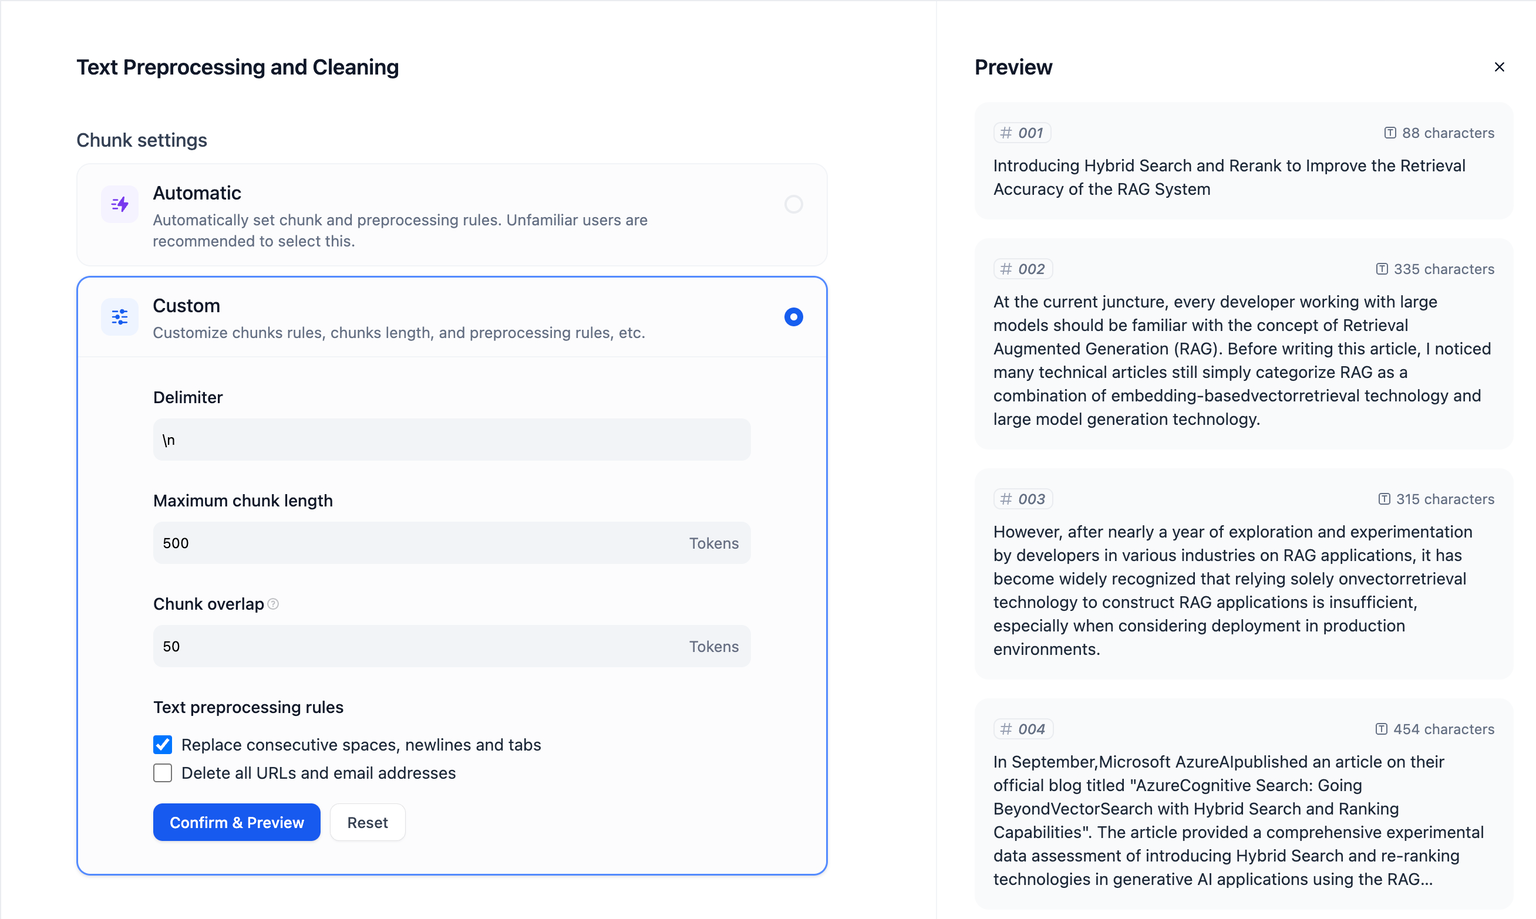 Text Preprocessing and Cleaning
Chunk settings
Automatic
Automatically set chunk and preprocessing rules. Unfamiliar users are
recommended to select this.
Custom
Customize chunks rules, chunks length, and preprocessing rules, etc.
Delimiter
\n
Maximum chunk length
500 Tokens
Chunk overlap
50 Tokens
Text preprocessing rules
Replace consecutive spaces, newlines and tabs
Delete all URLs and email addresses
Confirm & Preview Reset
Preview
# 001 88 characters
Introducing Hybrid Search and Rerank to Improve the Retrieval
Accuracy of the RAG System
# 002 335 characters
At the current juncture, every developer working with large
models should be familiar with the concept of Retrieval
Augmented Generation (RAG). Before writing this article, I noticed
many technical articles still simply categorize RAG as a
combination of embedding-basedvectorretrieval technology and
large model generation technology.
# 003 315 characters
However, after nearly a year of exploration and experimentation
by developers in various industries on RAG applications, it has
become widely recognized that relying solely onvectorretrieval
technology to construct RAG applications is insufficient,
especially when considering deployment in production
environments.
# 004 454 characters
In September,Microsoft AzureAIpublished an article on their
official blog titled "AzureCognitive Search: Going
BeyondVectorSearch with Hybrid Search and Ranking
Capabilities". The article provided a comprehensive experimental
data assessment of introducing Hybrid Search and re-ranking
technologies in generative AI applications using the RAG...